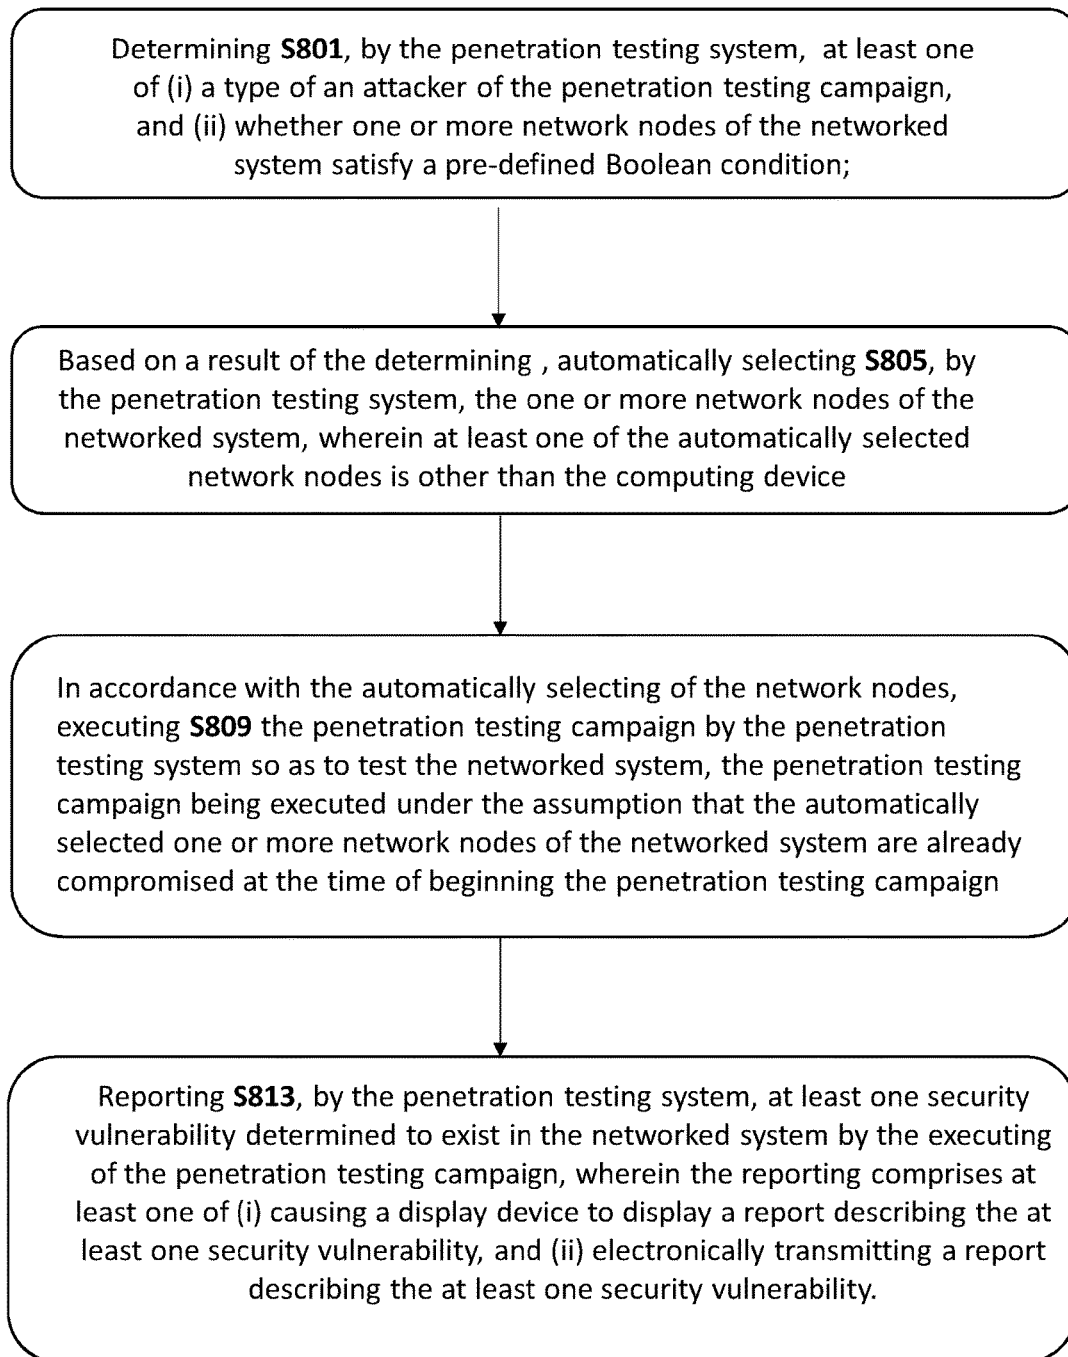 Determining S801, by the penetration testing system, at least one
of (i) a type of an attacker of the penetration testing campaign,
and (ii) whether one or more network nodes of the networked
system satisfy a pre-defined Boolean condition;
Based on a result of the determining , automatically selecting S805, by
the penetration testing system, the one or more network nodes of the
networked system, wherein at least one of the automatically selected
network nodes is other than the computing device
In accordance with the automatically selecting of the network nodes,
executing S809 the penetration testing campaign by the penetration
testing system so as to test the networked system, the penetration testing
campaign being executed under the assumption that the automatically
selected one or more network nodes of the networked system are already
compromised at the time of beginning the penetration testing campaign
Reporting S813, by the penetration testing system, at least one security
vulnerability determined to exist in the networked system by the executing
of the penetration testing campaign, wherein the reporting comprises at
least one of (i) causing a display device to display a report describing the at
least one security vulnerability, and (ii) electronically transmitting a report
describing the at least one security vulnerability.